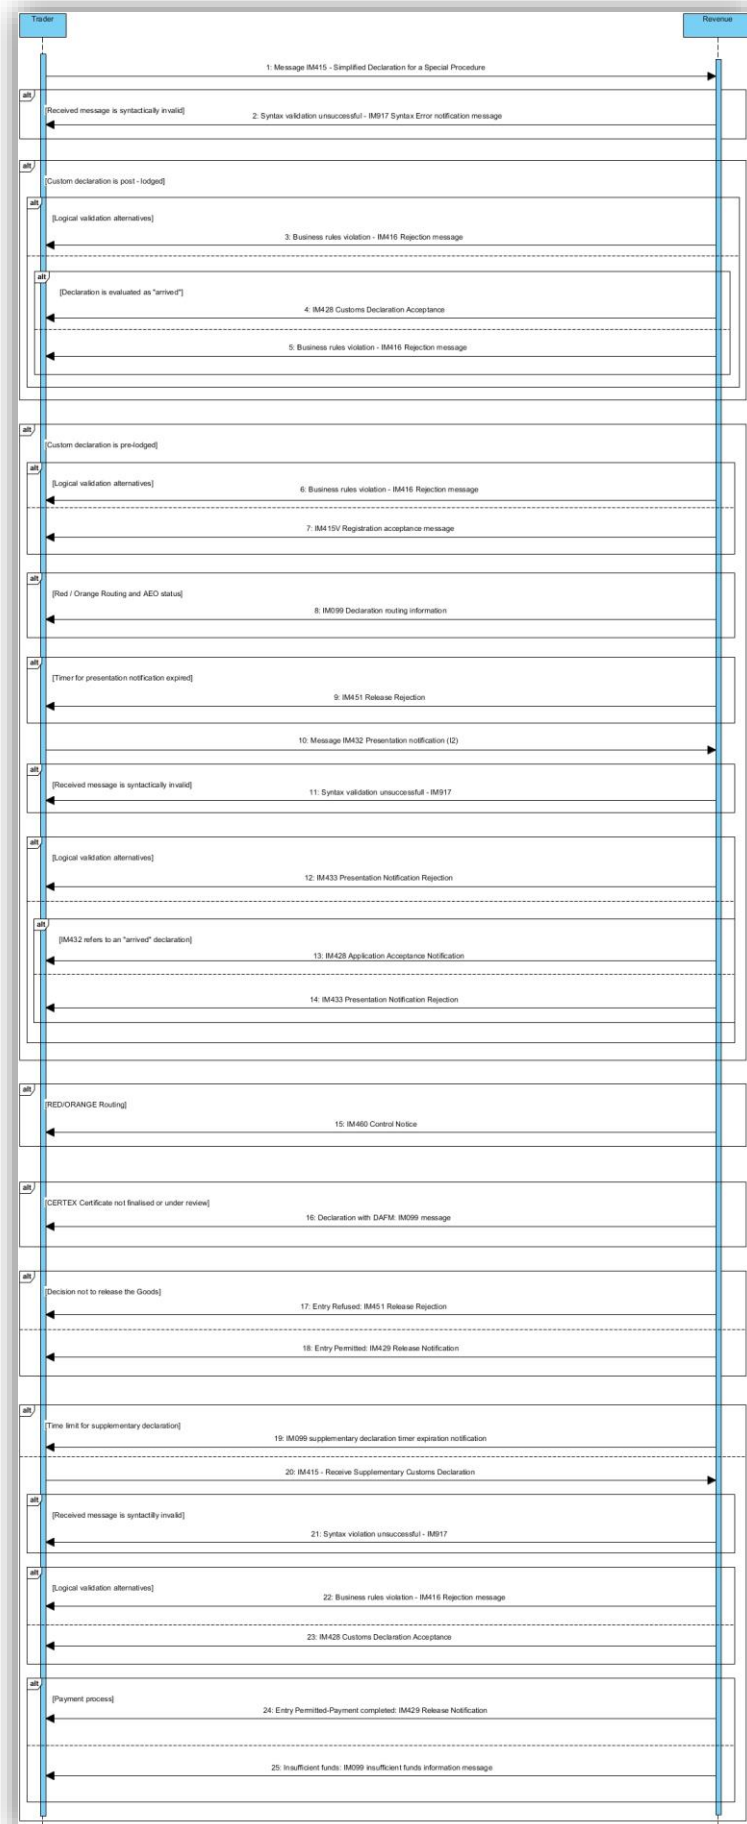 Trader
Revenue
1: Message IM415 - Simplified Declaration for a Special Procedure
alt
[Received message is syntactically invalid]
2: Syntax validation unsuccessful - IM917 Syntax Error notification message
alt
[Custom declaration is post - lodged]
alt
[Logical validation alternatives]
3: Business rules violation - IM416 Rejection message
alt
[Declaration is evaluated as "arrived"]
4: IM428 Customs Declaration Acceptance
5: Business rules violation - IM416 Rejection message
alt
[Custom declaration is pre-lodged]
alt
[Logical validation alternatives]
6: Business rules violation - IM416 Rejection message
7: IM415V Registration acceptance message
alt
[Red / Orange Routing and AEO status]
8: IM099 Declaration routing information
alt
[Timer for presentation notification expired]
9: IM451 Release Rejection
10: Message IM432 Presentation notification (I2)
alt
[Received message is syntactically invalid]
11: Syntax validation unsuccessfull - IM917
alt
[Logical validation alternatives]
12: IM433 Presentation Notification Rejection
alt
[IM432 refers to an "arrived" declaration]
13: IM428 Application Acceptance Notification
14: IM433 Presentation Notification Rejection
alt
[RED/ORANGE Routing]
15: IM460 Control Notice
alt
[CERTEX Certificate not finalised or under review]
16: Declaration with DAFM: IM099 message
alt
[Decision not to release the Goods]
17: Entry Refused: IM451 Release Rejection
18: Entry Permitted: IM429 Release Notification
alt
[Time limit for supplementary declaration]
19: IM099 supplementary declaration timer expiration notification
20: IM415 - Receive Supplementary Customs Declaration
alt
[Received message is syntactilly invalid]
21: Syntax violation unsuccessful - IM917
alt
[Logical validation alternatives]
22: Business rules violation - IM416 Rejection message
23: IM428 Customs Declaration Acceptance
alt
[Payment process]
24: Entry Permitted-Payment completed: IM429 Release Notification
25: Insufficient funds: IM099 insufficient funds information message